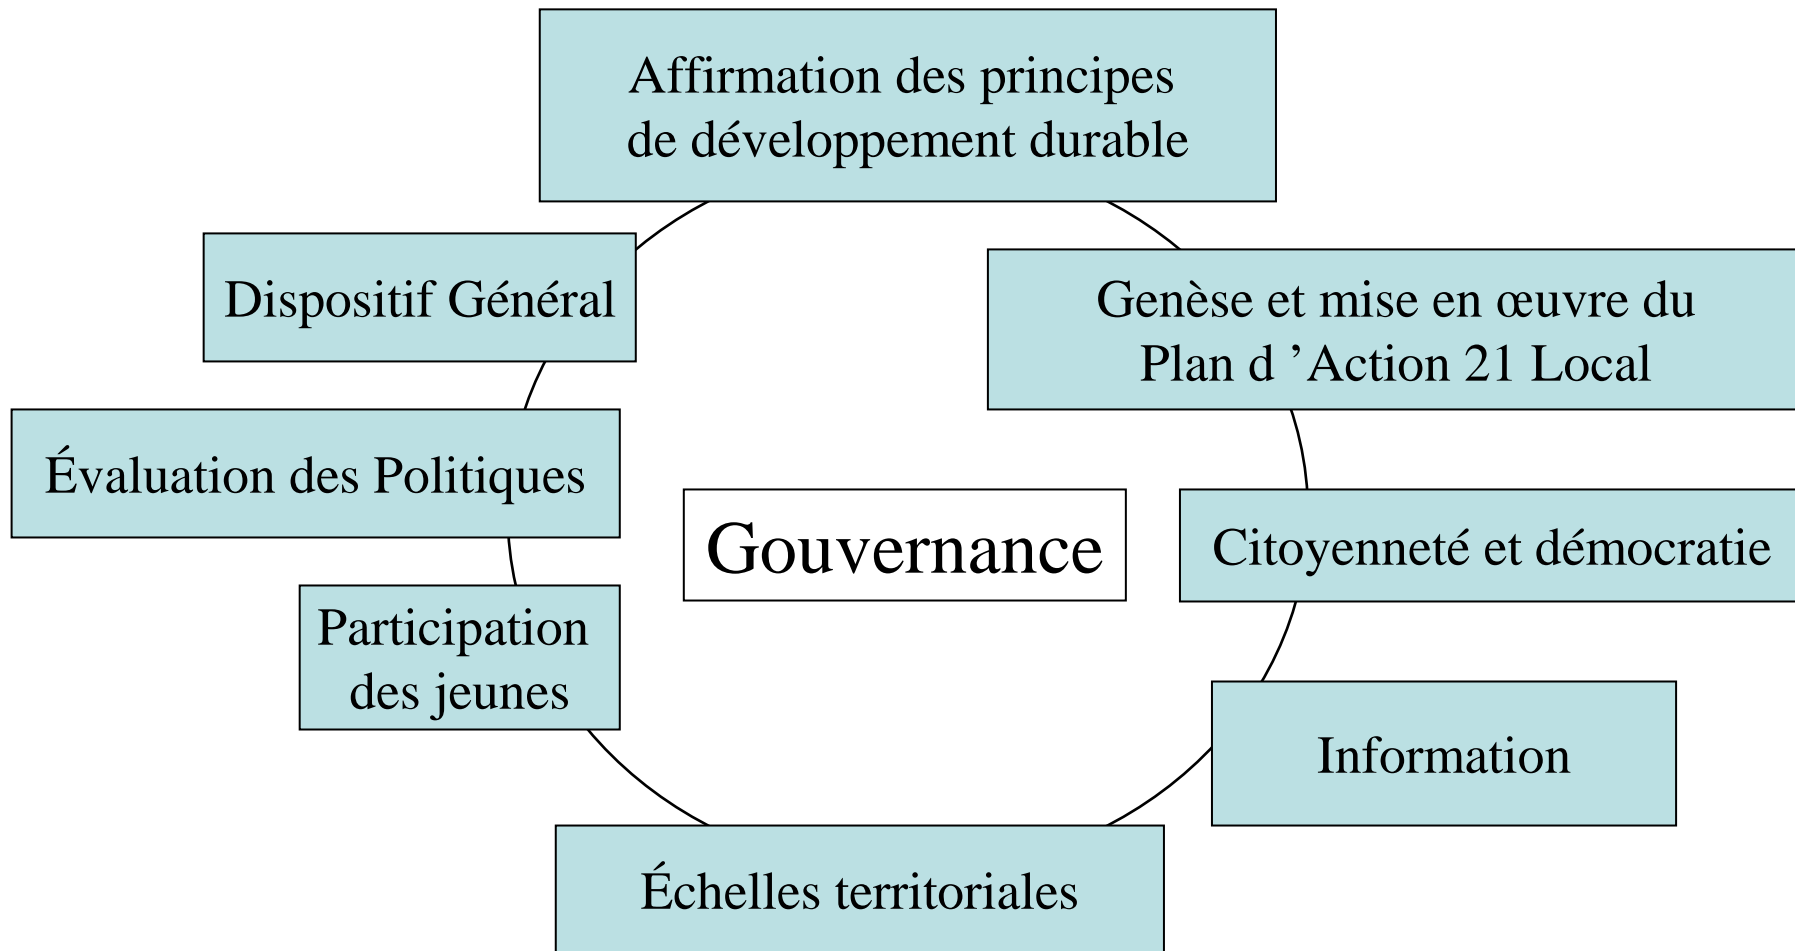 Affirmation des principes
de développement durable
Dispositif Général
Genèse et mise en œuvre du
Plan d ’Action 21 Local
Évaluation des Politiques
Gouvernance
Citoyenneté et démocratie
Participation
des jeunes
Information
Échelles territoriales